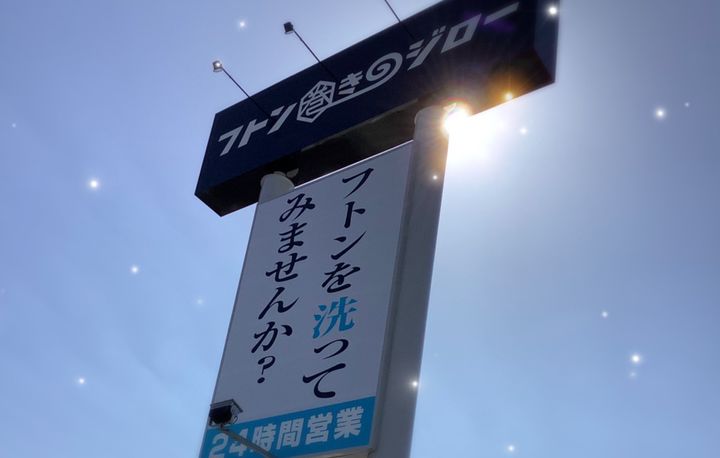 フトン巻きのジロー
フトンを洗って
みませんか?
24時間営業